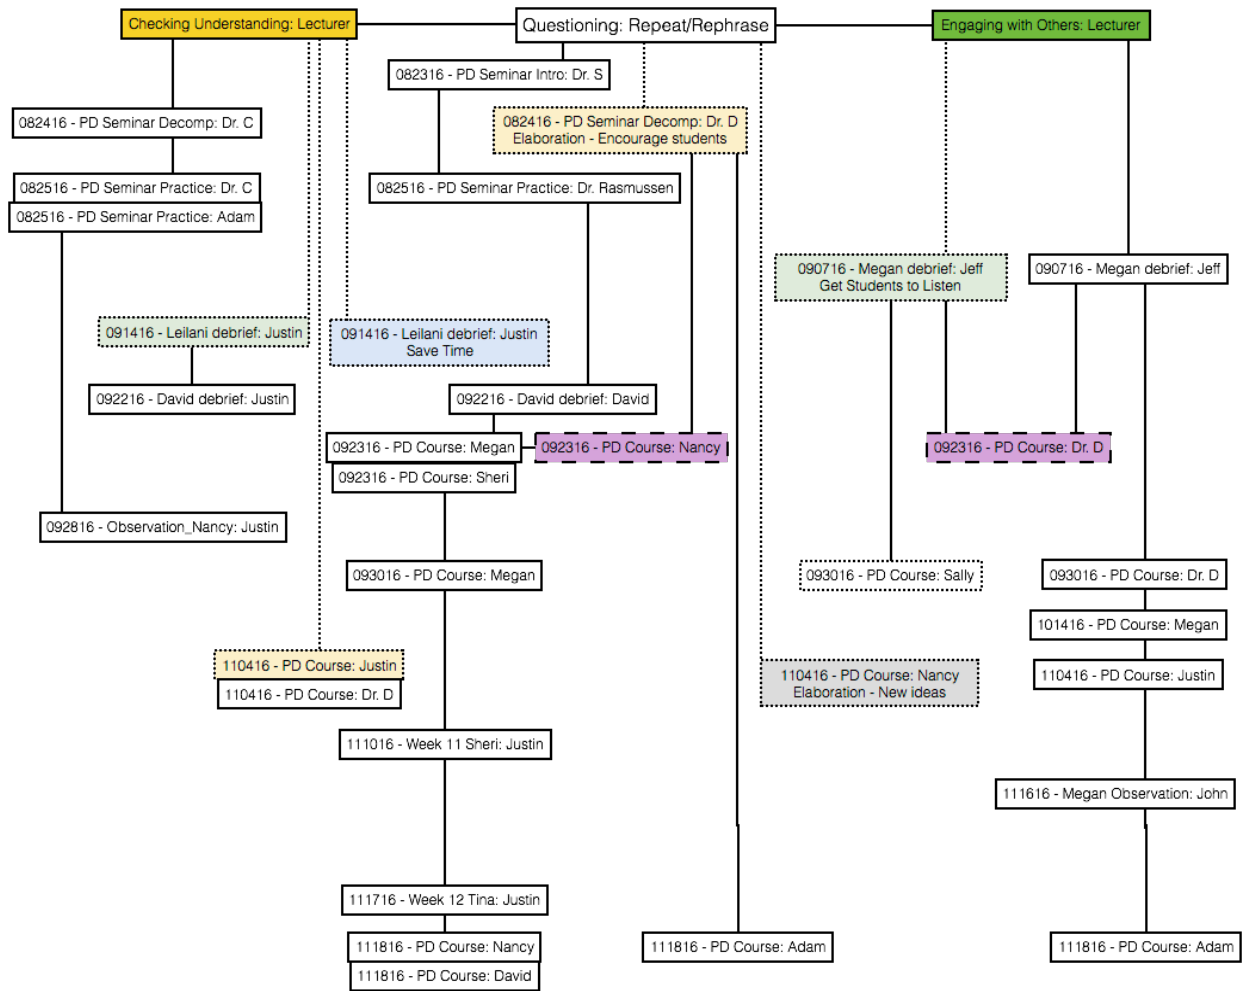 Checking Understanding: Lecturer
Questioning: Repeat/Rephrase
Engaging with Others: Lecturer
082316 - PD Seminar Intro: Dr. S
082416 - PD Seminar Decomp: Dr. C
082416 - PD Seminar Decomp: Dr. D
Elaboration - Encourage students
082516 - PD Seminar Practice: Dr. C
082516 - PD Seminar Practice: Dr. Rasmussen
082516 - PD Seminar Practice: Adam
090716 - Megan debrief: Jeff
Get Students to Listen
090716 - Megan debrief: Jeff
091416 - Leilani debrief: Justin
091416 - Leilani debrief: Justin
Save Time
092216 - David debrief: Justin
092216 - David debrief: David
092316 - PD Course: Megan
092316 - PD Course: Nancy
092316 - PD Course: Dr. D
092316 - PD Course: Sheri
092816 - Observation_Nancy: Justin
093016 - PD Course: Megan
093016 - PD Course: Sally
093016 - PD Course: Dr. D
101416 - PD Course: Megan
110416 - PD Course: Justin
110416 - PD Course: Dr. D
110416 - PD Course: Nancy
Elaboration - New ideas
110416 - PD Course: Justin
111016 - Week 11 Sheri: Justin
111616 - Megan Observation: John
111716 - Week 12 Tina: Justin
111816 - PD Course: Nancy
111816 - PD Course: Adam
111816 - PD Course: Adam
111816 - PD Course: David